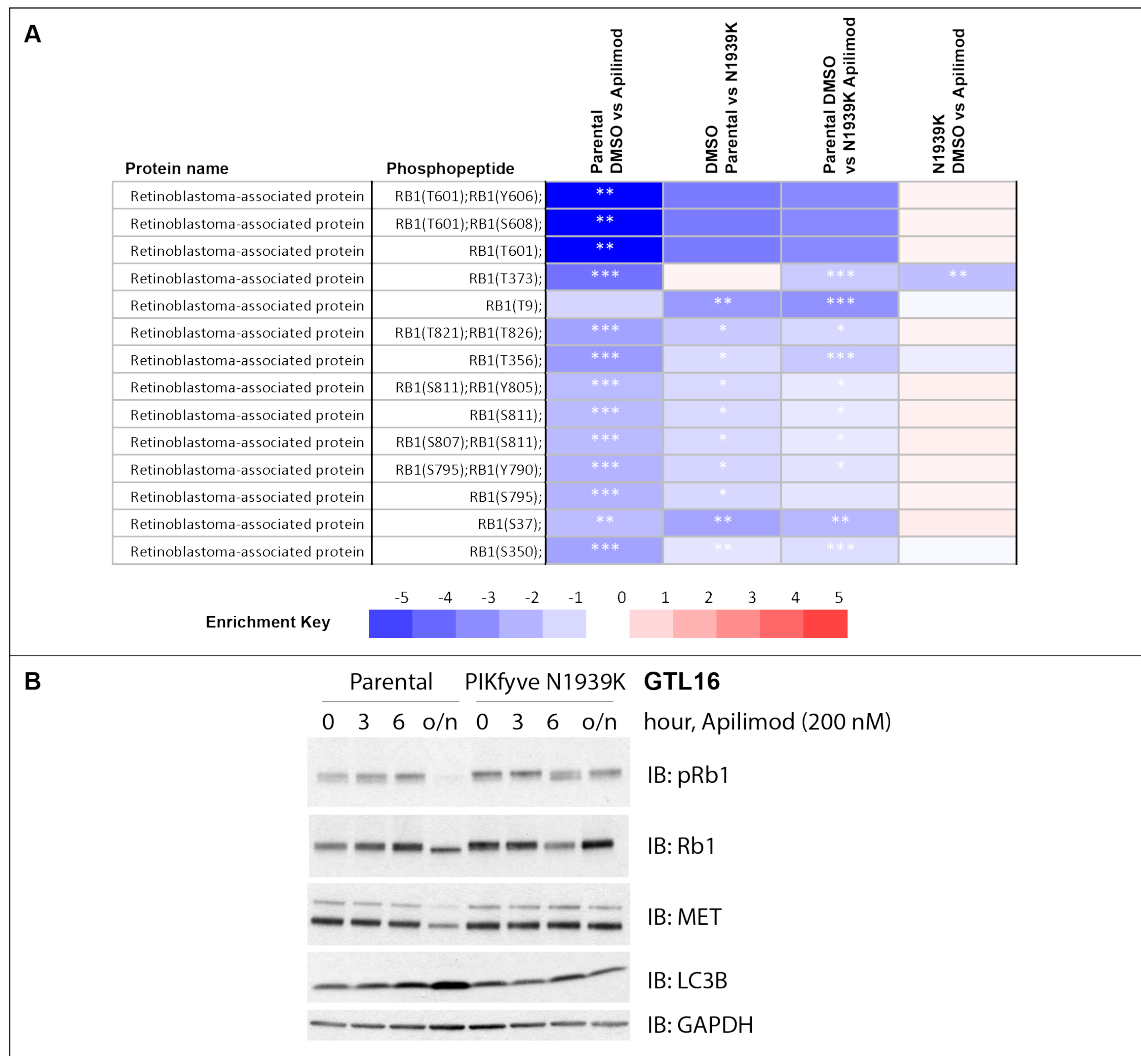 A
Parental
DMSO vs Apilimod
DMSO
Parental vs N1939K
Parental DMSO
vs N1939K Apilimod
N1939K
DMSO vs Apilimod
Protein name Phosphopeptide
Retinoblastoma-associated protein RB1(T601);RB1(Y606); **
Retinoblastoma-associated protein RB1(T601);RB1(S608); **
Retinoblastoma-associated protein RB1(T601); **
Retinoblastoma-associated protein RB1(T373); *** *** **
Retinoblastoma-associated protein RB1(T9); ** ***
Retinoblastoma-associated protein RB1(T821);RB1(T826); *** * *
Retinoblastoma-associated protein RB1(T356); *** * ***
Retinoblastoma-associated protein RB1(S811);RB1(Y805); *** * *
Retinoblastoma-associated protein RB1(S811); *** * *
Retinoblastoma-associated protein RB1(S807);RB1(S811); *** * *
Retinoblastoma-associated protein RB1(S795);RB1(Y790); *** * *
Retinoblastoma-associated protein RB1(S795); *** *
Retinoblastoma-associated protein RB1(S37); ** ** **
Retinoblastoma-associated protein RB1(S350); *** ** ***
-5 -4 -3 -2 -1 0 1 2 3 4 5
Enrichment Key
B
Parental PIKfyve N1939K GTL16
0 3 6 o/n 0 3 6 o/n hour, Apilimod (200 nM)
IB: pRb1
IB: Rb1
IB: MET
IB: LC3B
IB: GAPDH